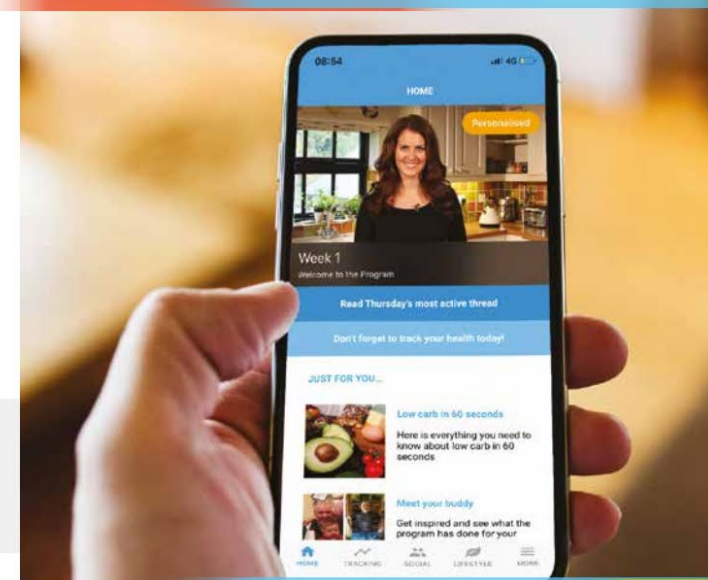 08:54
4G
HOME
Personalised
Week 1
Welcome to the Program
Read Thursday's most active thread
Don't forget to track your health today!
JUST FOR YOU...
Low carb in 60 seconds
Here is everything you need to
know about low carb in 60
seconds
Meet your buddy
Get inspired and see what the
program has done for your
HOME TRACKING SOCIAL LIFESTYLE MORE